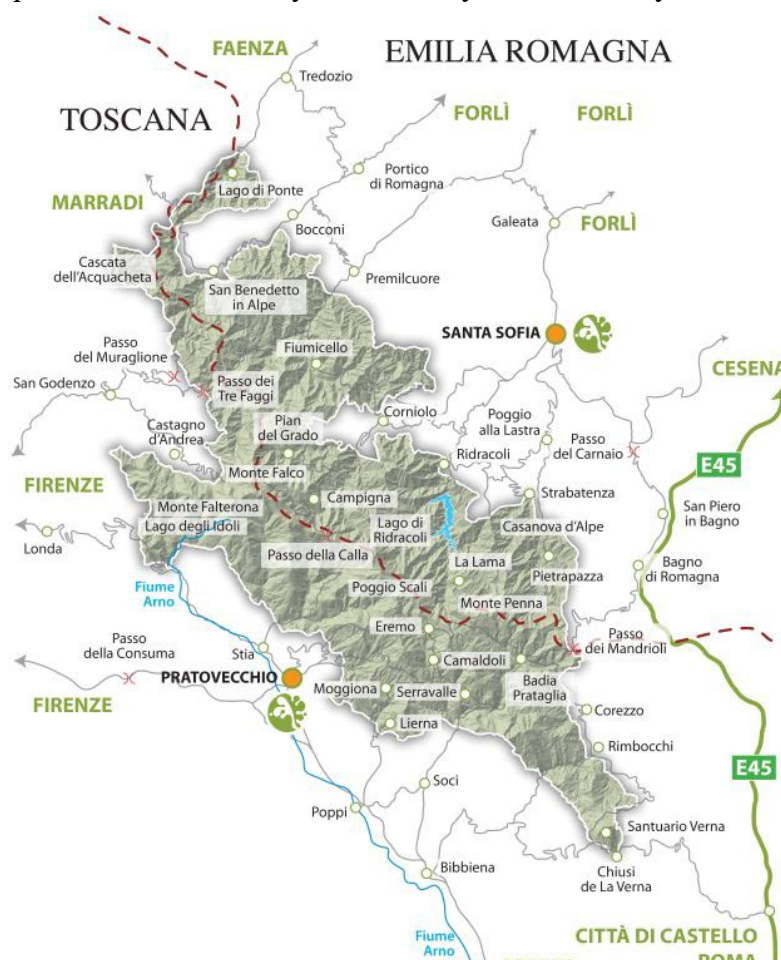 FAENZA
EMILIA ROMAGNA
Tredozio
TOSCANA
FORLÌ
FORLÌ
Portico
di Romagna
Lago di Ponte
MARRADI
Bocconi
Galeata
FORLÌ
Cascata
dell'Acquacheta
San Benedetto
in Alpe
Premilcuore
SANTA SOFIA
Passo
del Muraglione
Fiumicello
CESENA
San Godenzo
Passo dei
Tre Faggi
Castagno
d'Andrea
Pian
del Grado
Corniolo
Poggio
alla Lastra
Passo
del Carnaio
Ridracoli
E45
Monte Falco
FIRENZE
Campigna
Strabatenza
Monte Falterona
Lago degli Idoli
Lago di
Ridracoli
Casanova d'Alpe
San Piero
in Bagno
Londa
Passo della Calla
La Lama
Pietrapazza
Bagno
di Romagna
Fiume
Arno
Poggio Scali
Monte Penna
Eremo
Passo
dei Mandrioli
Passo
della Consuma
Stia
Camaldoli
PRATOVECCHIO
Badia
Prataglia
FIRENZE
Moggiona
Serravalle
Corezzo
Lierna
Rimbocchi
E45
Soci
Poppi
Santuario Verna
Bibbiena
Chiusi
de La Verna
Fiume
Arno
CITTÀ DI CASTELLO
ROMA